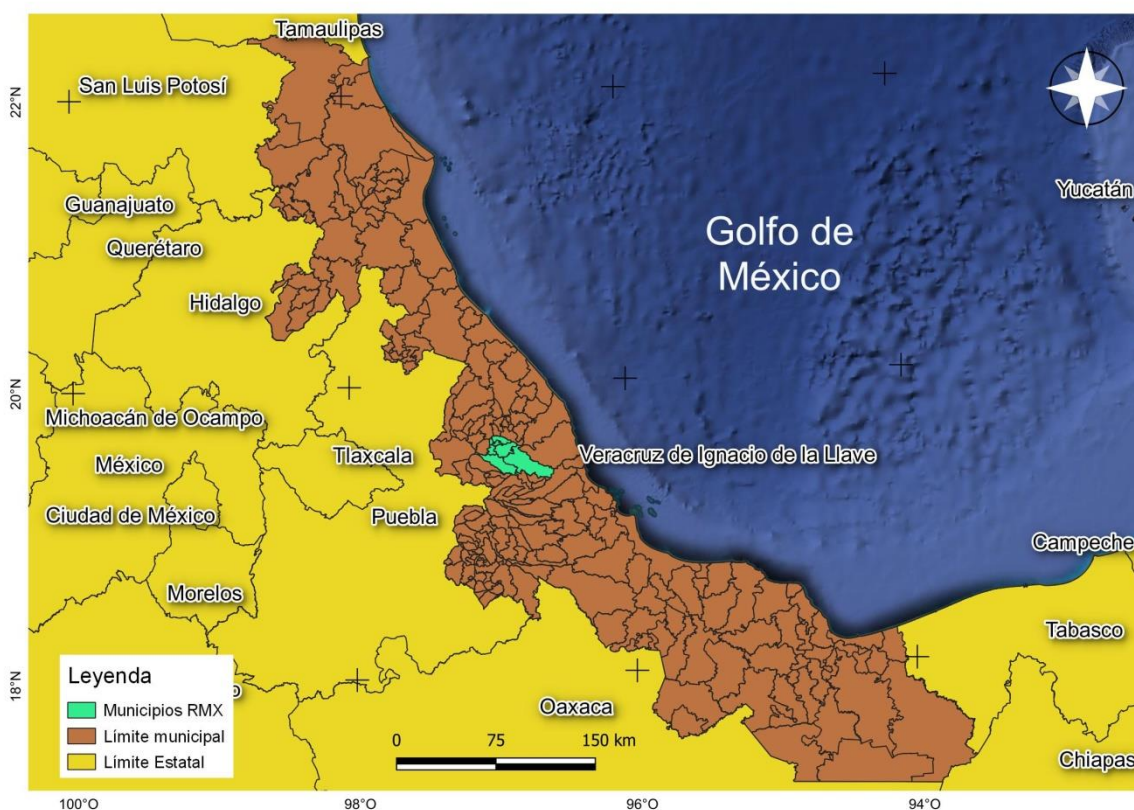 Tamaulipas
San Luis Potosí
22°N
Guanajuato
Yucatán
Querétaro
Golfo de
México
Hidalgo
20°N
Michoacán de Ocampo
México
Tlaxcala
Veracruz de Ignacio de la Llave
Ciudad de México
Puebla
Campeche
Morelos
Tabasco
18°N
Leyenda
Municipios RMX
Límite municipal
Límite Estatal
Oaxaca
0 75 150 km
Chiapas
100°O 98°O 96°O 94°O